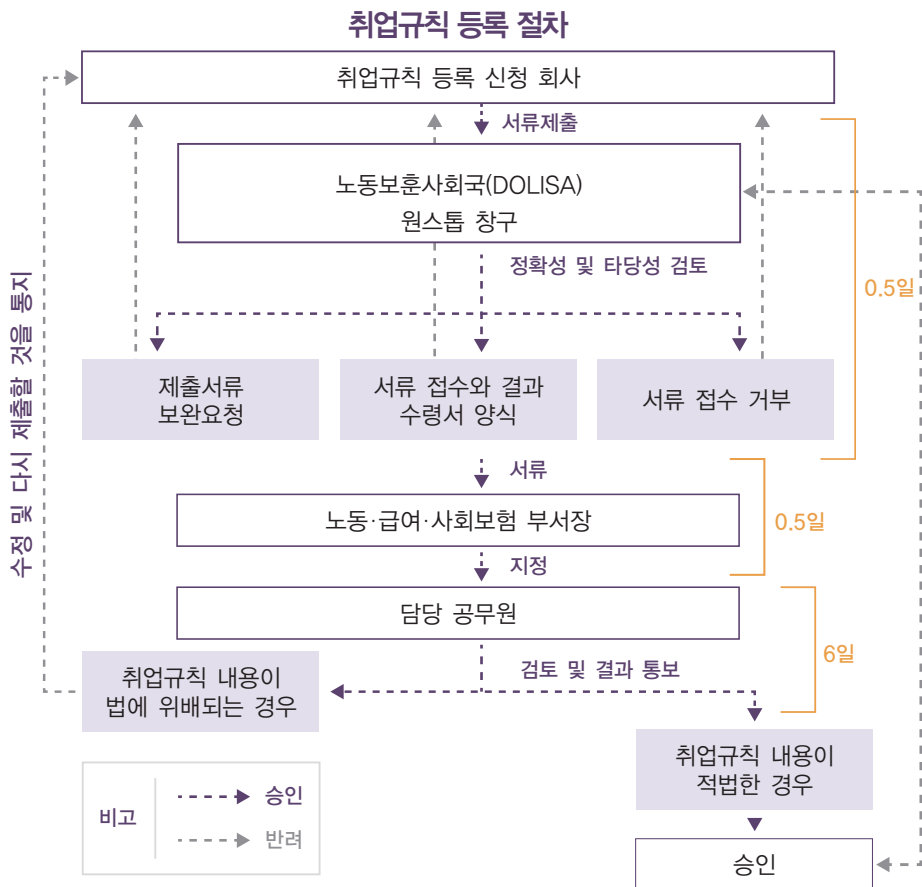 취업규칙 등록 절차
취업규칙 등록 신청 회사
서류제출
노동보훈사회국(DOLISA)
원스톱 창구
정확성 및 타당성 검토
0.5일
제출서류
보완요청
서류 접수와 결과
수령서 양식
서류 접수 거부
수정 및 다시 제출할 것을 통지
서류
노동·급여·사회보험 부서장
0.5일
지정
담당 공무원
검토 및 결과 통보
6일
취업규칙 내용이
법에 위배되는 경우
취업규칙 내용이
적법한 경우
비고
승인
반려
승인